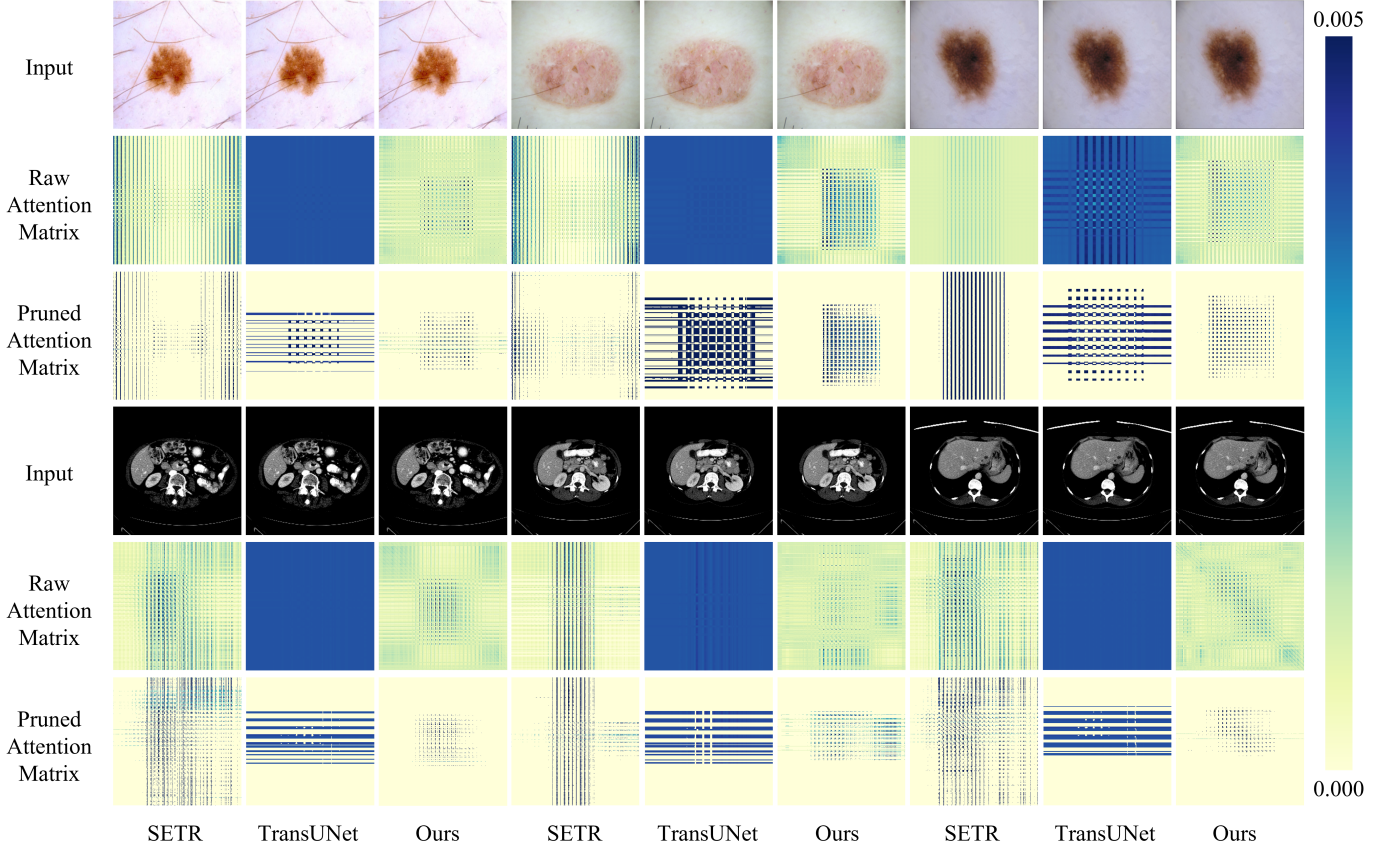 0.005
Input
Raw
Attention
Matrix
Pruned
Attention
Matrix
Input
Raw
Attention
Matrix
Pruned
Attention
Matrix
0.000
SETR TransUNet Ours SETR TransUNet Ours SETR TransUNet Ours